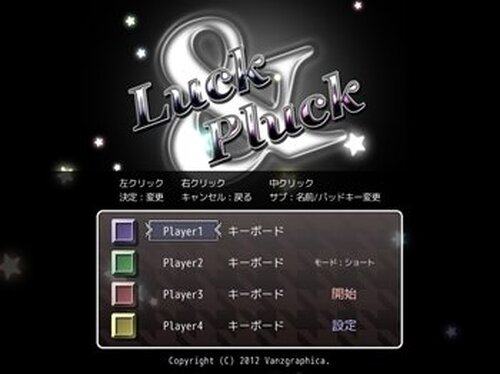 Luck
&
Pluck
左クリック 右クリック 中クリック
決定：変更 キャンセル：戻る サブ：名前/パッドキー変更
Player1 キーボード
Player2 キーボード モード：ショート
Player3 キーボード 開始
Player4 キーボード 設定
Copyright (C) 2012 Vanzgraphica.